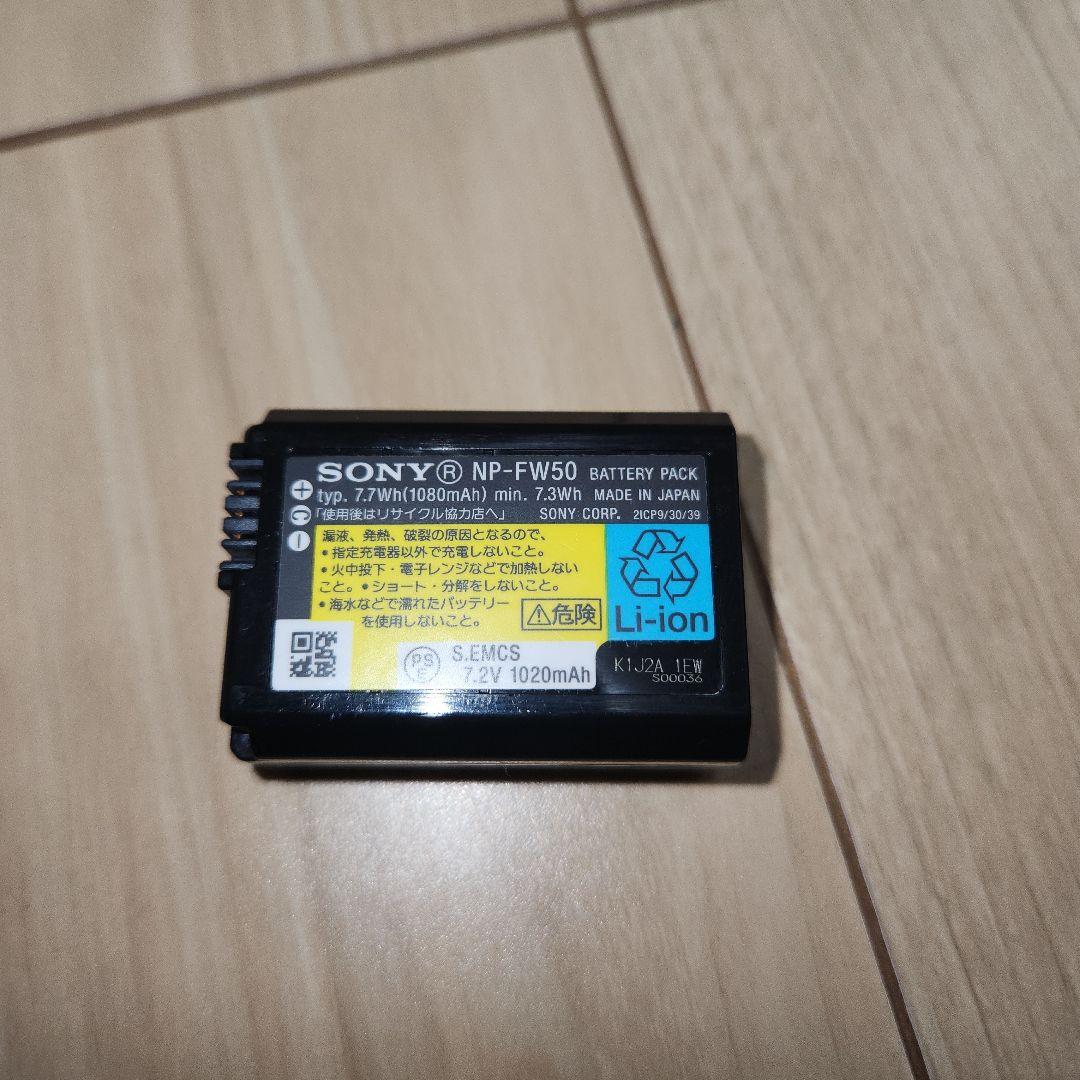 SONY® NP-FW50 BATTERY PACK
typ. 7.7Wh(1080mAh) min. 7.3Wh MADE IN JAPAN
「使用後はリサイクル協力店へ」 SONY CORP. 2ICP9/30/39
+
C
−
漏液、発熱、破裂の原因となるので、
•指定充電器以外で充電しないこと。
•火中投下・電子レンジなどで加熱しない
こと。•ショート・分解をしないこと。
•海水などで濡れたバッテリー
を使用しないこと。
⚠危険
Li-ion
PS
E
S.EMCS
7.2V 1020mAh
K1J2A 1EW
S00036